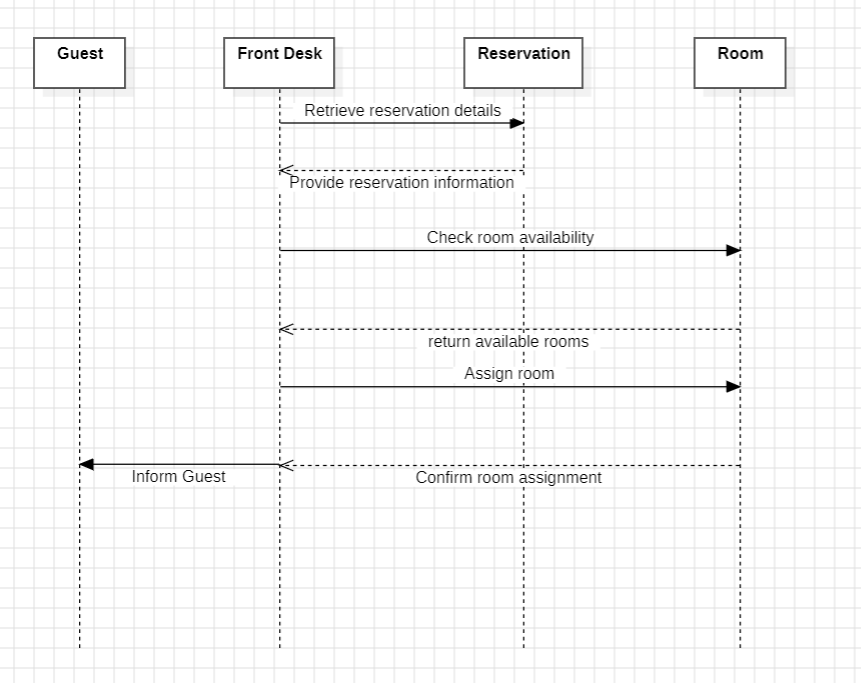 Guest
Front Desk
Reservation
Room
Retrieve reservation details
Provide reservation information
Check room availability
return available rooms
Assign room
Inform Guest
Confirm room assignment